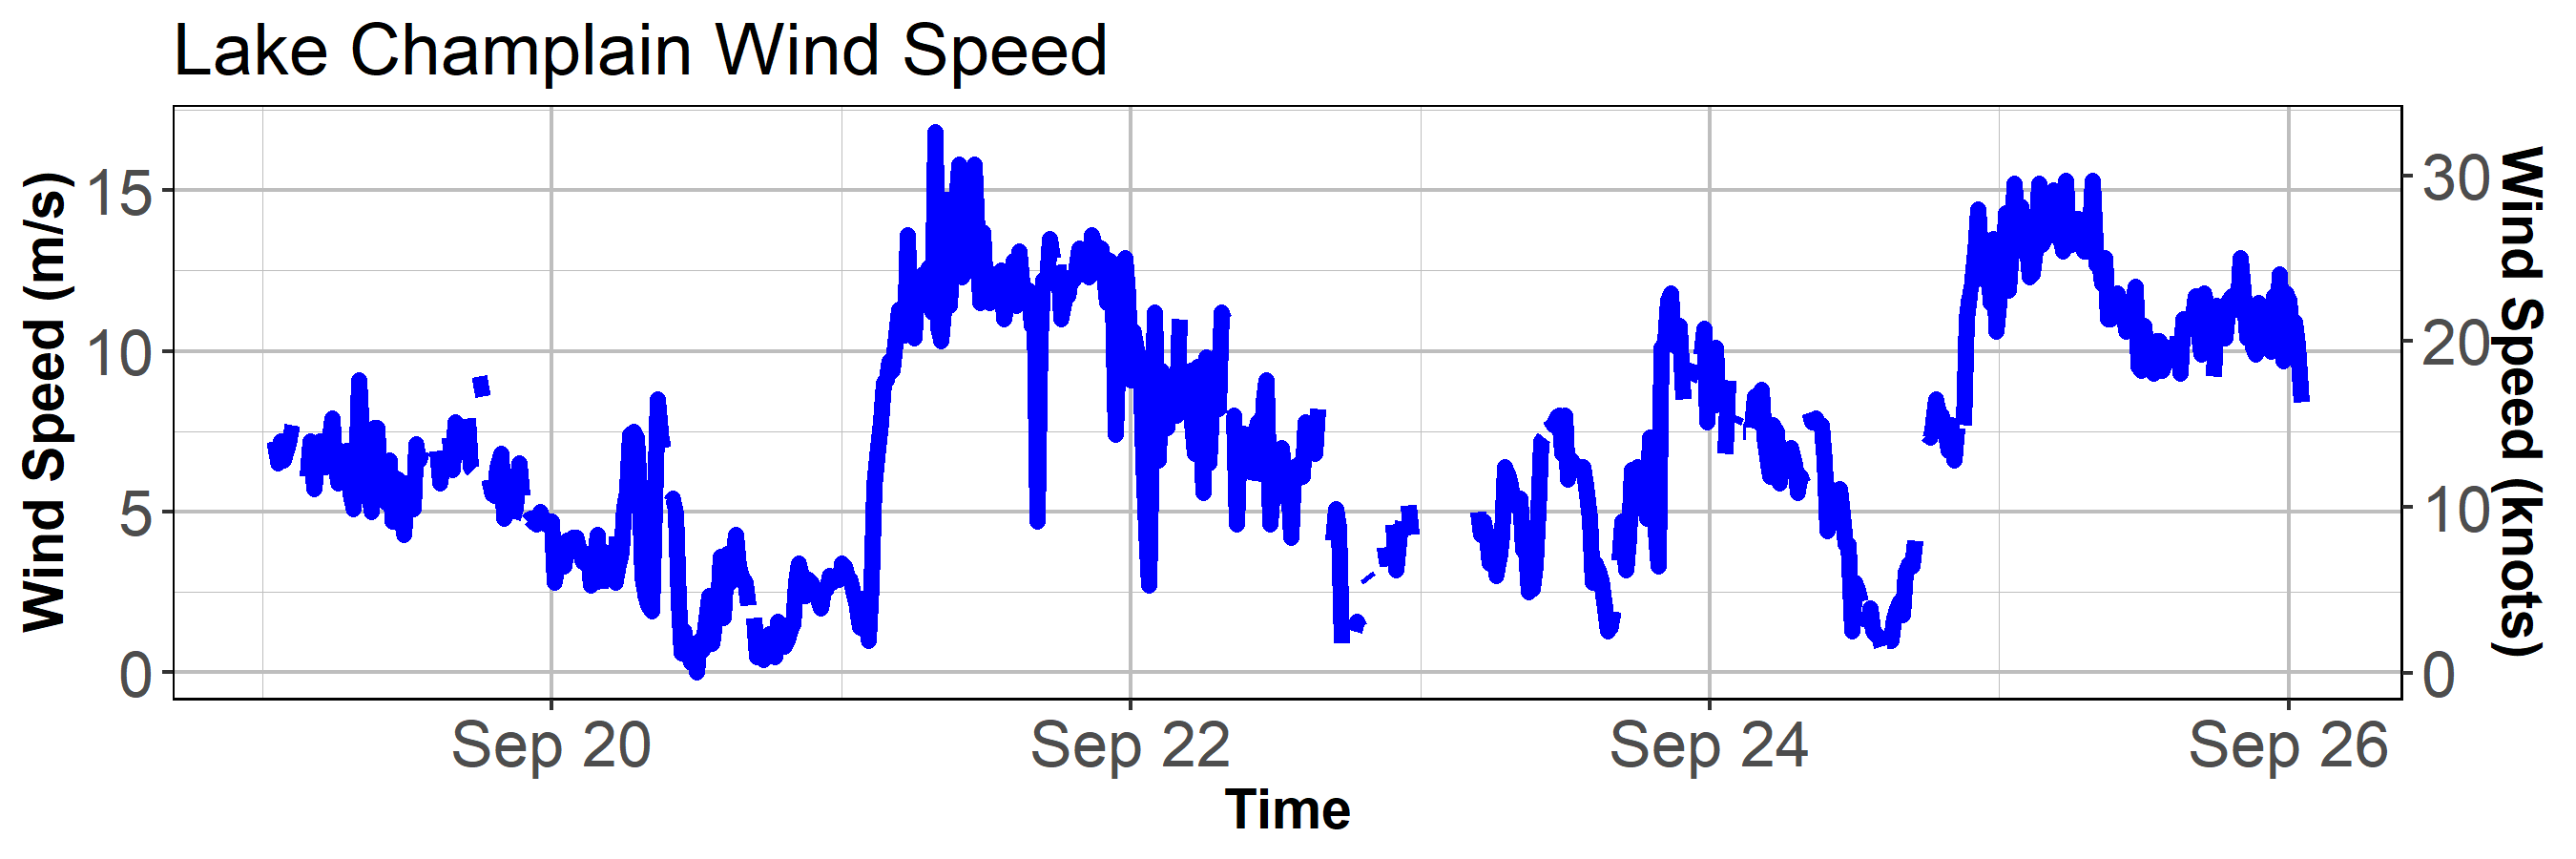 Lake Champlain Wind Speed
Wind Speed (m/s)
15
10
5
0
30
20
10
0
Wind Speed (knots)
Sep 20
Sep 22
Sep 24
Sep 26
Time